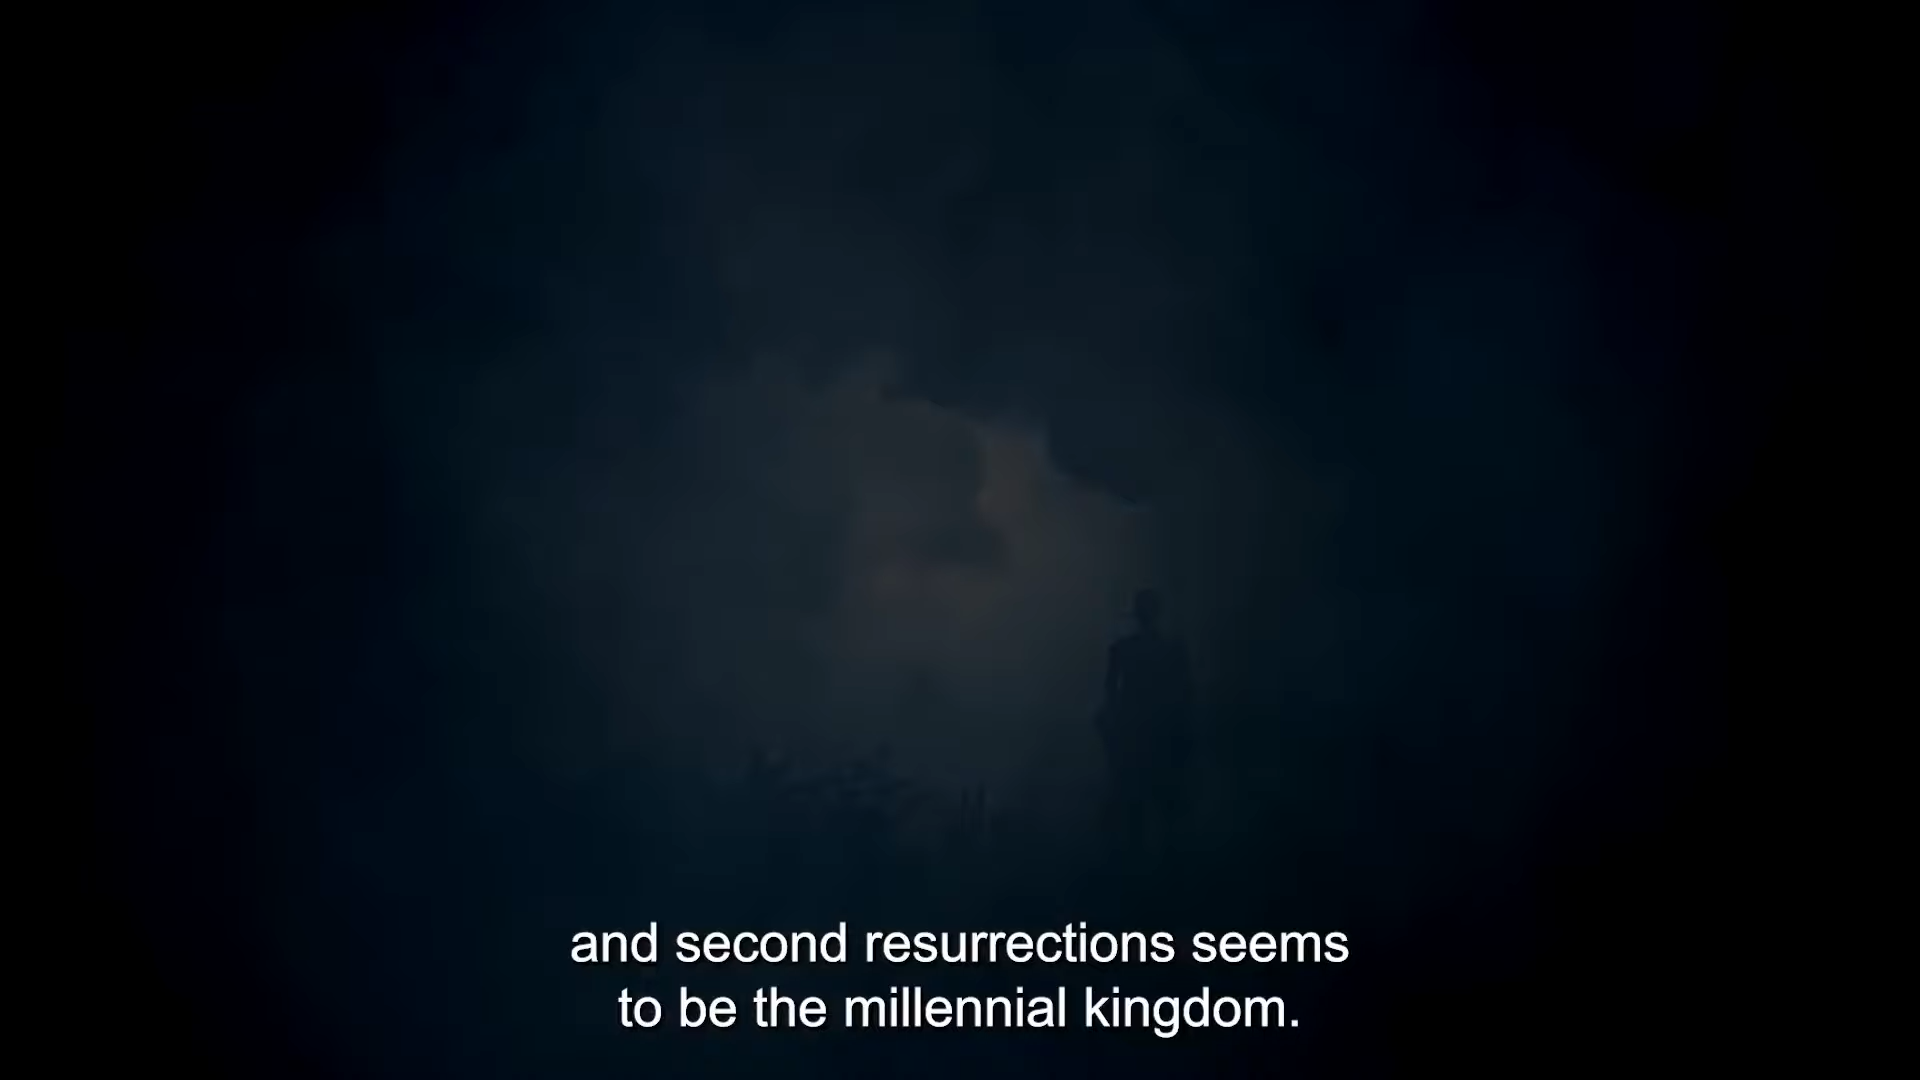 and second resurrections seems
to be the millennial kingdom.